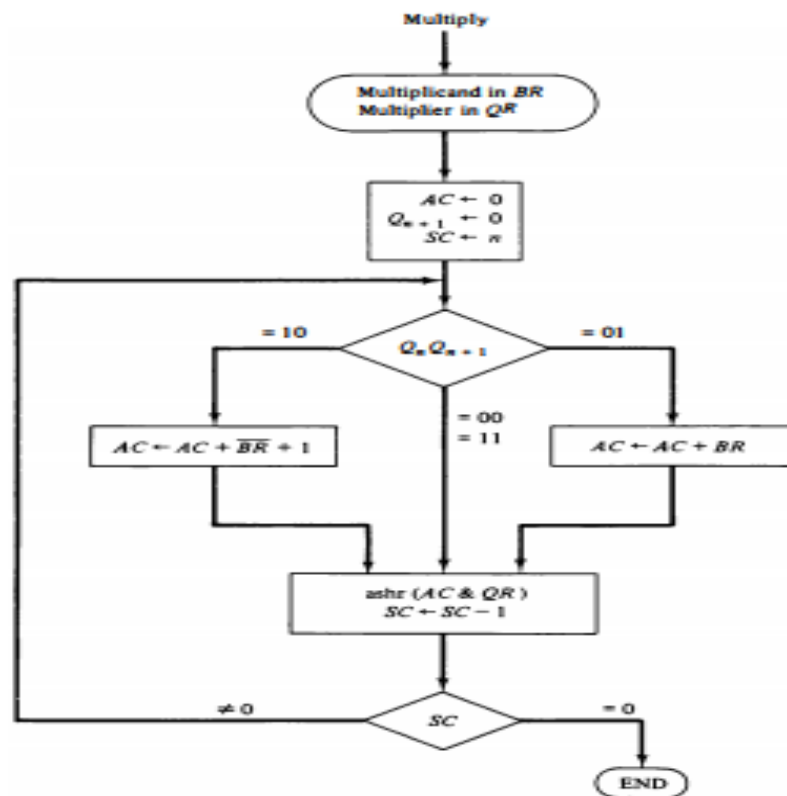 Multiply
Multiplicand in BR
Multiplier in QR
AC ← 0
Qₙ₊₁ ← 0
SC ← n
= 10
QₙQₙ₊₁
= 01
= 00
= 11
AC ← AC + B̅R̅ + 1
AC ← AC + BR
ashr (AC & QR)
SC ← SC − 1
≠ 0
SC
= 0
END